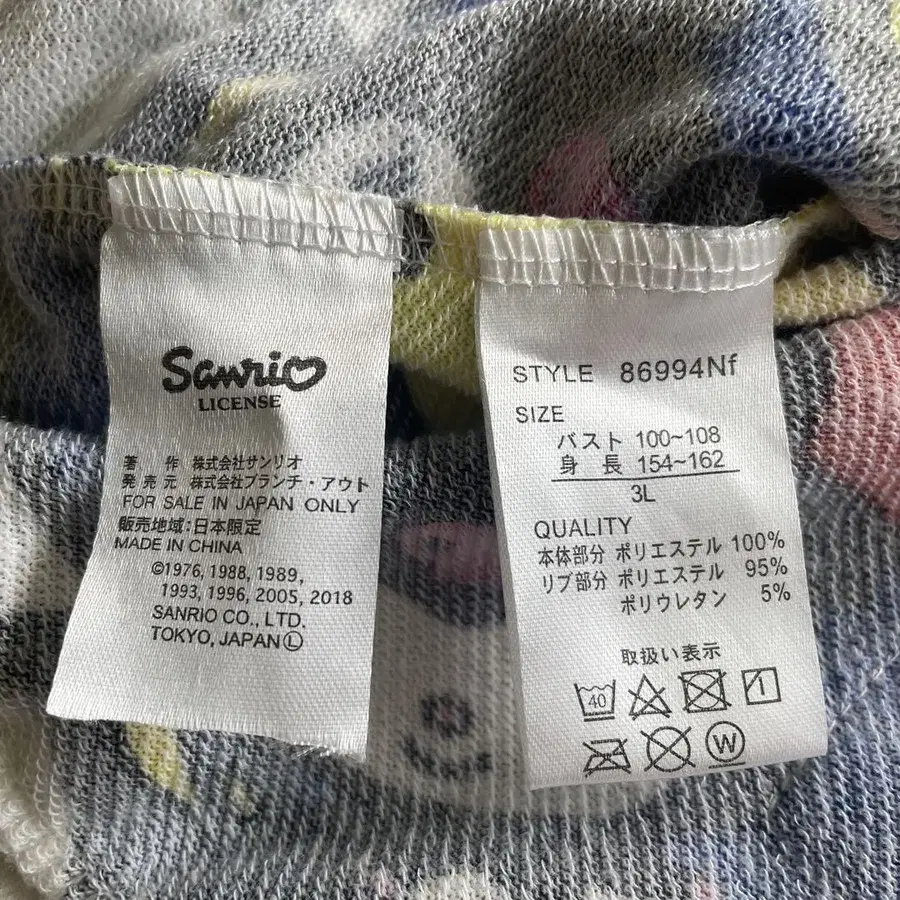 Sanrio
LICENSE
著 作 株式会社サンリオ
発 売 元 株式会社ブランチ・アウト
FOR SALE IN JAPAN ONLY
販売地域:日本限定
MADE IN CHINA
©1976, 1988, 1989,
1993, 1996, 2005, 2018
SANRIO CO., LTD.
TOKYO, JAPAN Ⓛ
STYLE 86994Nf
SIZE
バスト 100~108
身 長 154~162
3L
QUALITY
本体部分 ポリエステル 100%
リブ部分 ポリエステル 95%
ポリウレタン 5%
取扱い表示
40
W